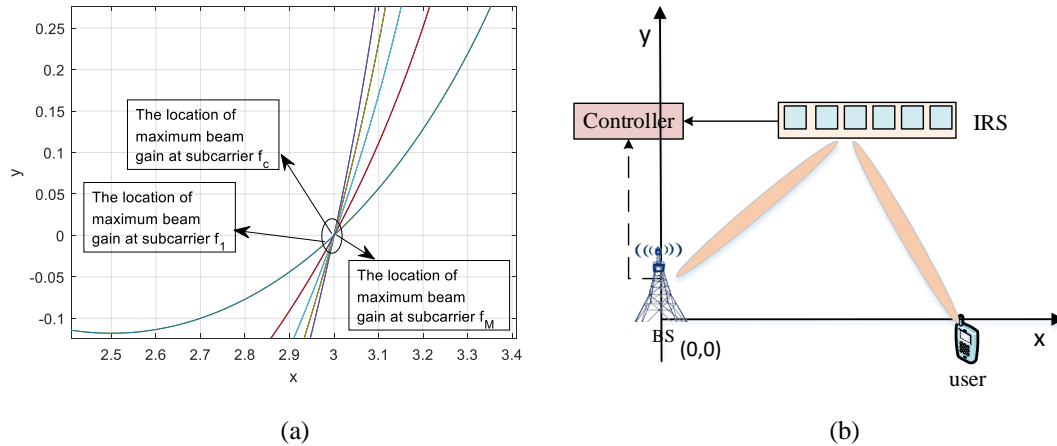 0.25
0.2
0.15
0.1
0.05
0
-0.05
-0.1
y
The location of
maximum beam
gain at subcarrier f_c
The location of
maximum beam
gain at subcarrier f_1
The location of
maximum beam
gain at subcarrier f_M
2.5 2.6 2.7 2.8 2.9 3 3.1 3.2 3.3 3.4
x
(a)
y
Controller
IRS
BS
(0,0)
x
user
(b)